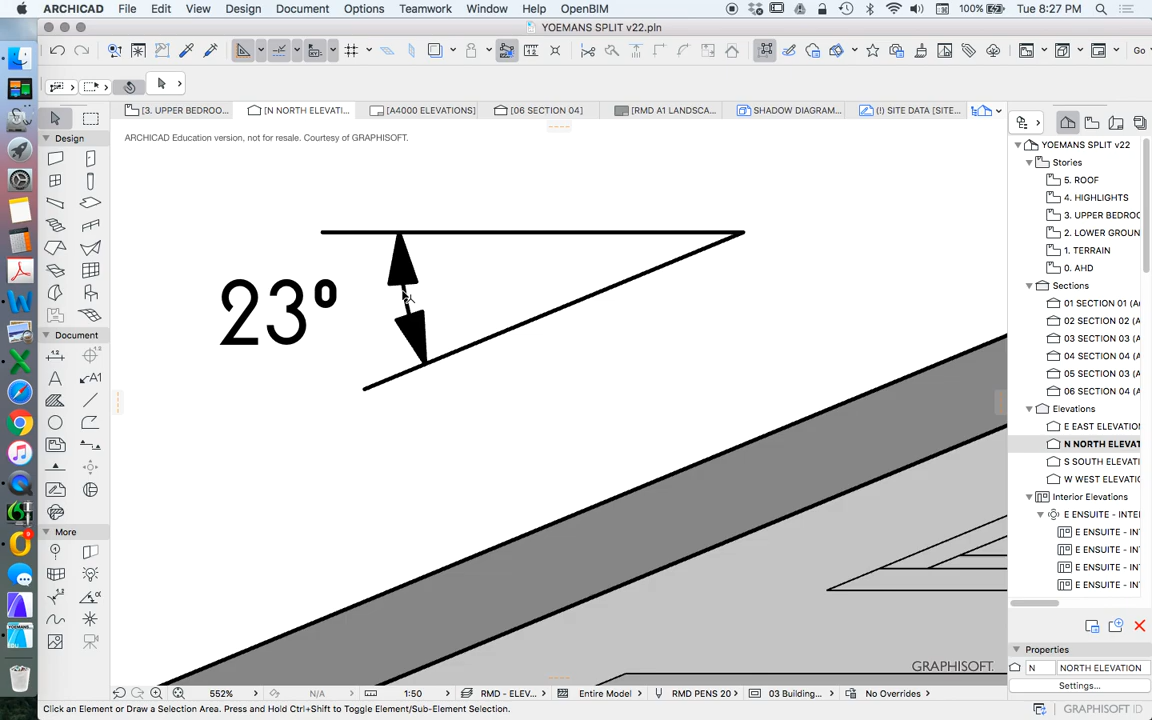 ARCHICAD File Edit View Design Document Options Teamwork Window Help OpenBIM 100% Tue 8:27 PM
YOEMANS SPLIT v22.pln
Go
[3. UPPER BEDROO... [N NORTH ELEVATI... [A4000 ELEVATIONS] [06 SECTION 04] [RMD A1 LANDSCA... SHADOW DIAGRAM... (!) SITE DATA [SITE...
ARCHICAD Education version, not for resale. Courtesy of GRAPHISOFT.
Design
Document
1.2
A A1
More
23º
YOEMANS SPLIT v22
Stories
5. ROOF
4. HIGHLIGHTS
3. UPPER BEDROO
2. LOWER GROUN
1. TERRAIN
0. AHD
Sections
01 SECTION 01 (A
02 SECTION 02 (A
03 SECTION 03 (A
04 SECTION 04 (A
05 SECTION 03 (A
06 SECTION 04 (A
Elevations
E EAST ELEVATIO
N NORTH ELEVAT
S SOUTH ELEVATI
W WEST ELEVATIO
Interior Elevations
E ENSUITE - INTER
E ENSUITE - INT
E ENSUITE - INT
E ENSUITE - INT
E ENSUITE - INT
Properties
N NORTH ELEVATION
Settings...
GRAPHISOFT.
552% N/A 1:50 RMD - ELEV... Entire Model RMD PENS 20... 03 Building... No Overrides
Click an Element or Draw a Selection Area. Press and Hold Ctrl+Shift to Toggle Element/Sub-Element Selection.
GRAPHISOFT ID